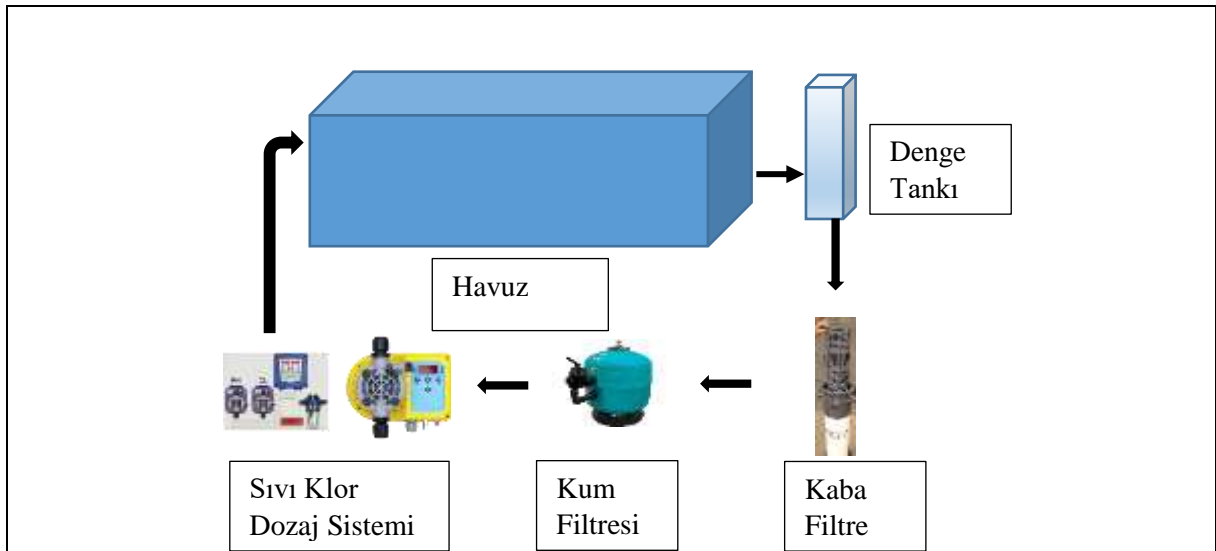 Denge
Tankı
Havuz
Sıvı Klor
Dozaj Sistemi
Kum
Filtresi
Kaba
Filtre